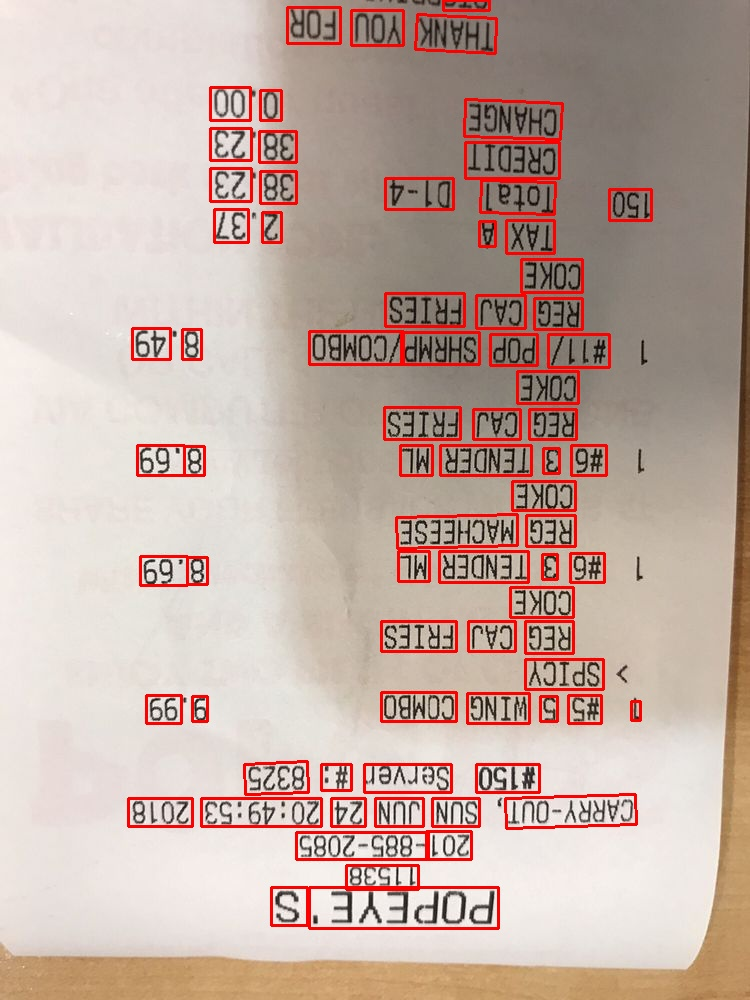 POPEYE'S
11538
201-885-2085
CARRY-OUT, SUN JUN 24 20:49:53 2018
#150 Server #: 8325
1 #5 5 WING COMBO 9.99
> SPICY
REG CAJ FRIES
COKE
1 #6 3 TENDER ML 8.69
REG MACHEESE
COKE
1 #6 3 TENDER ML 8.69
REG CAJ FRIES
COKE
1 #11/ POP SHRMP/COMBO 8.49
REG CAJ FRIES
COKE
TAX A 2.37
150 Total D1-4 38.23
CREDIT 38.23
CHANGE 0.00
THANK YOU FOR